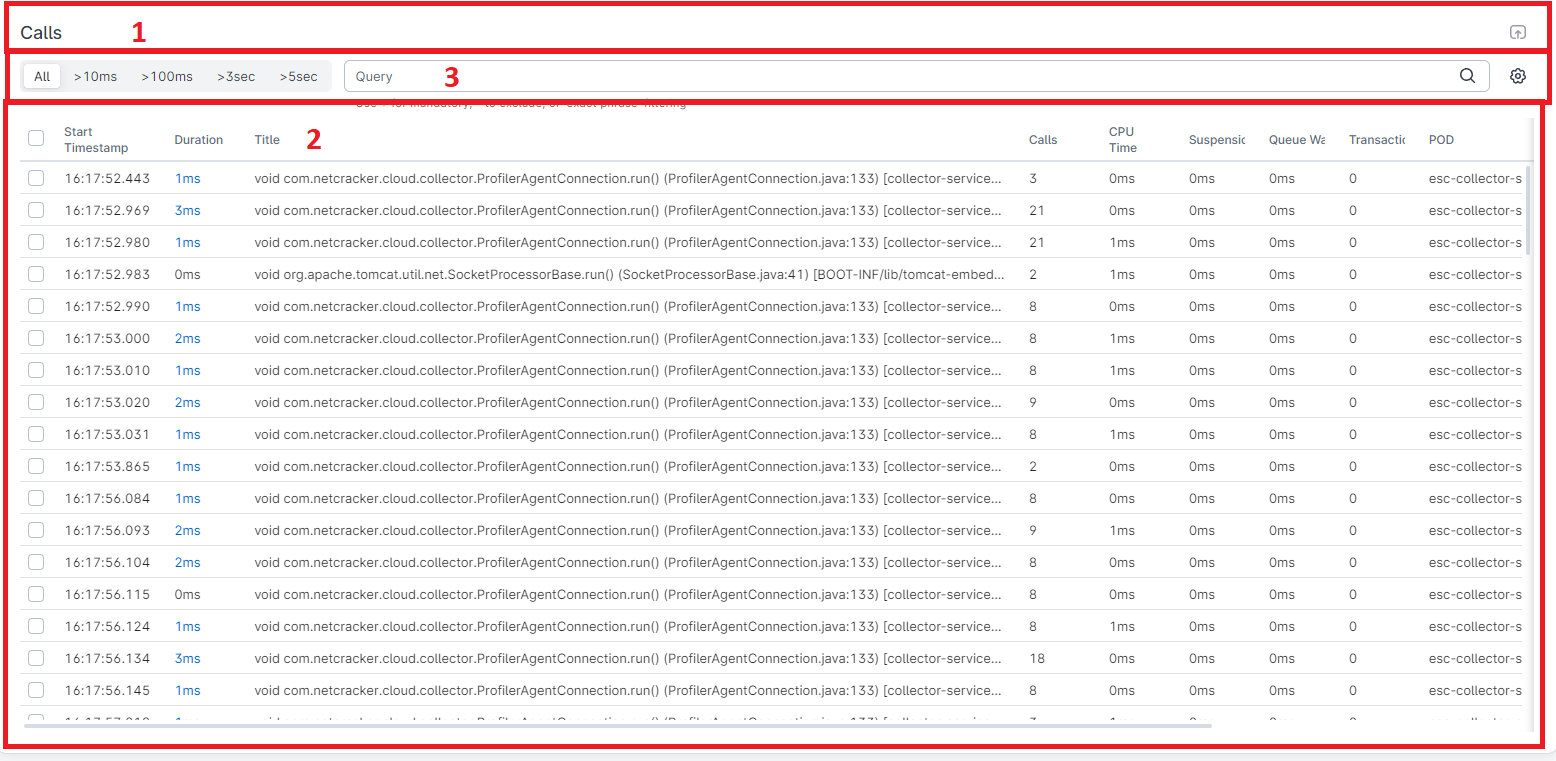 Calls 1
All >10ms >100ms >3sec >5sec Query 3
Start Timestamp Duration Title 2 Calls CPU Time Suspensic Queue Wa Transactic POD
16:17:52.443 1ms void com.netcracker.cloud.collector.ProfilerAgentConnection.run() (ProfilerAgentConnection.java:133) [collector-service... 3 0ms 0ms 0ms 0 esc-collector-s
16:17:52.969 3ms void com.netcracker.cloud.collector.ProfilerAgentConnection.run() (ProfilerAgentConnection.java:133) [collector-service... 21 0ms 0ms 0ms 0 esc-collector-s
16:17:52.980 1ms void com.netcracker.cloud.collector.ProfilerAgentConnection.run() (ProfilerAgentConnection.java:133) [collector-service... 21 1ms 0ms 0ms 0 esc-collector-s
16:17:52.983 0ms void org.apache.tomcat.util.net.SocketProcessorBase.run() (SocketProcessorBase.java:41) [BOOT-INF/lib/tomcat-embed... 2 1ms 0ms 0ms 0 esc-collector-s
16:17:52.990 1ms void com.netcracker.cloud.collector.ProfilerAgentConnection.run() (ProfilerAgentConnection.java:133) [collector-service... 8 0ms 0ms 0ms 0 esc-collector-s
16:17:53.000 2ms void com.netcracker.cloud.collector.ProfilerAgentConnection.run() (ProfilerAgentConnection.java:133) [collector-service... 8 1ms 0ms 0ms 0 esc-collector-s
16:17:53.010 1ms void com.netcracker.cloud.collector.ProfilerAgentConnection.run() (ProfilerAgentConnection.java:133) [collector-service... 8 1ms 0ms 0ms 0 esc-collector-s
16:17:53.020 2ms void com.netcracker.cloud.collector.ProfilerAgentConnection.run() (ProfilerAgentConnection.java:133) [collector-service... 9 0ms 0ms 0ms 0 esc-collector-s
16:17:53.031 1ms void com.netcracker.cloud.collector.ProfilerAgentConnection.run() (ProfilerAgentConnection.java:133) [collector-service... 8 1ms 0ms 0ms 0 esc-collector-s
16:17:53.865 1ms void com.netcracker.cloud.collector.ProfilerAgentConnection.run() (ProfilerAgentConnection.java:133) [collector-service... 2 0ms 0ms 0ms 0 esc-collector-s
16:17:56.084 1ms void com.netcracker.cloud.collector.ProfilerAgentConnection.run() (ProfilerAgentConnection.java:133) [collector-service... 8 0ms 0ms 0ms 0 esc-collector-s
16:17:56.093 2ms void com.netcracker.cloud.collector.ProfilerAgentConnection.run() (ProfilerAgentConnection.java:133) [collector-service... 9 1ms 0ms 0ms 0 esc-collector-s
16:17:56.104 2ms void com.netcracker.cloud.collector.ProfilerAgentConnection.run() (ProfilerAgentConnection.java:133) [collector-service... 8 0ms 0ms 0ms 0 esc-collector-s
16:17:56.115 0ms void com.netcracker.cloud.collector.ProfilerAgentConnection.run() (ProfilerAgentConnection.java:133) [collector-service... 8 0ms 0ms 0ms 0 esc-collector-s
16:17:56.124 1ms void com.netcracker.cloud.collector.ProfilerAgentConnection.run() (ProfilerAgentConnection.java:133) [collector-service... 8 1ms 0ms 0ms 0 esc-collector-s
16:17:56.134 3ms void com.netcracker.cloud.collector.ProfilerAgentConnection.run() (ProfilerAgentConnection.java:133) [collector-service... 18 0ms 0ms 0ms 0 esc-collector-s
16:17:56.145 1ms void com.netcracker.cloud.collector.ProfilerAgentConnection.run() (ProfilerAgentConnection.java:133) [collector-service... 8 0ms 0ms 0ms 0 esc-collector-s